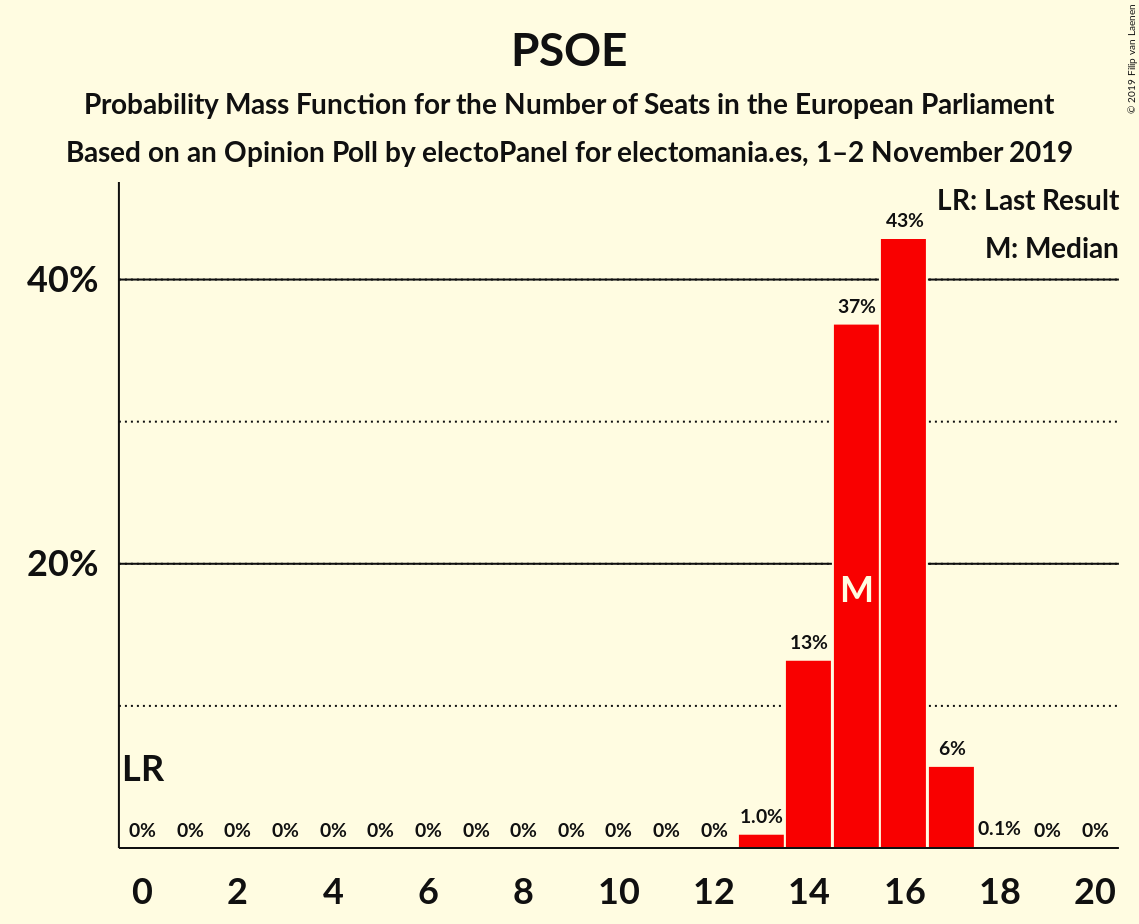 PSOE
Probability Mass Function for the Number of Seats in the European Parliament
Based on an Opinion Poll by electoPanel for electomania.es, 1–2 November 2019
© 2019 Filip van Laenen
LR: Last Result
M: Median
40%
20%
43%
37%
M
13%
6%
LR
0% 0% 0% 0% 0% 0% 0% 0% 0% 0% 0% 0% 0% 1.0% 0.1% 0% 0%
0 2 4 6 8 10 12 14 16 18 20